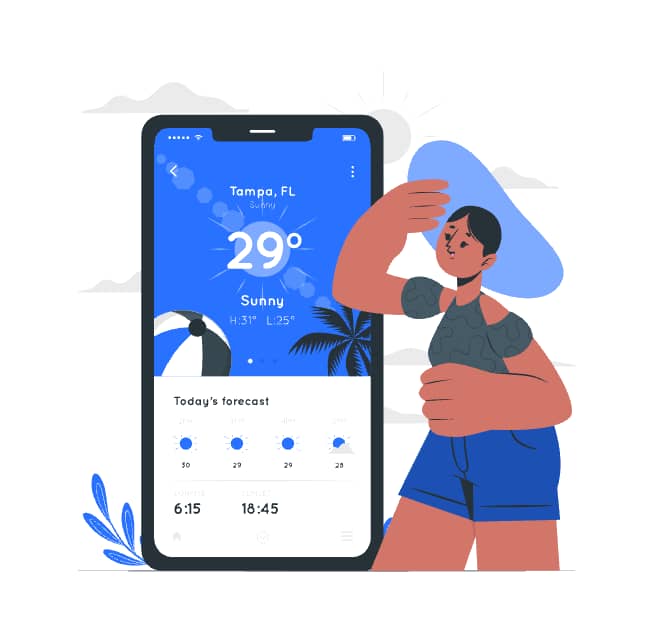 Tampa, FL
Sunny
29°
Sunny
H:31° L:25°
Today's forecast
30 29 29 28
6:15 18:45